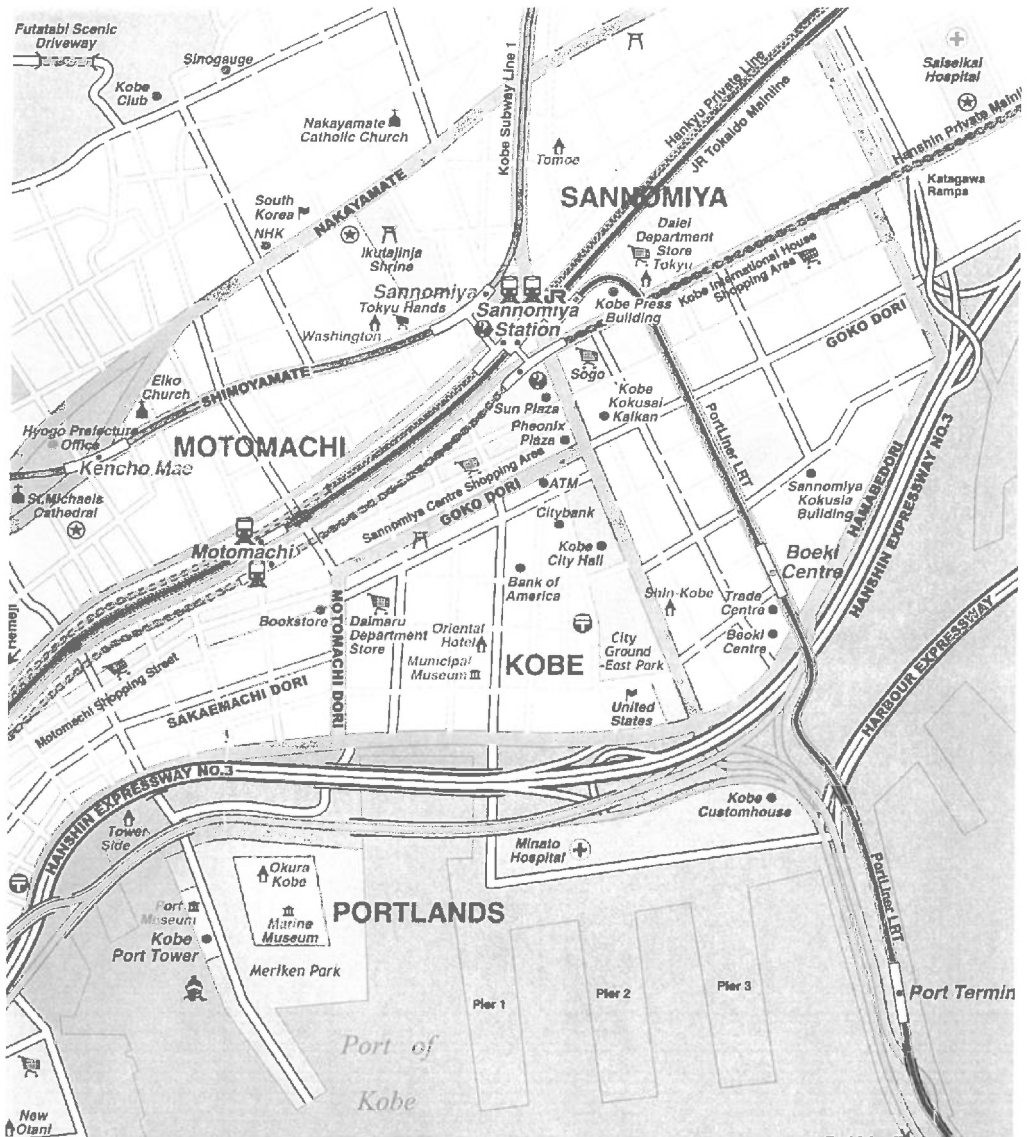 Futatabi Scenic
Driveway
Sinogauge
Kobe
Club
Nakayamate
Catholic Church
Kobe Subway Line 1
Hankyu Private Line
JR Tokaido Mainline
Saiseikai
Hospital
Hanshin Private Mainli
Tomoe
SANNOMIYA
Katagawa
Ramps
South
Korea
NHK
NAKAYAMATE
Ikutajinja
Shrine
Daiei
Department
Store
Tokyu
Kobe International House
Shopping Area
Sannomiya
Tokyu Hands
Washington
JR
Sannomiya
Station
Kobe Press
Building
GOKO DORI
SHIMOYAMATE
Eiko
Church
Sogo
Sun Plaza
Pheonix
Plaza
Kobe
Kokusai
Kaikan
PortLiner LRT
Hyogo Prefecture
Office
Kencho Mae
MOTOMACHI
St.Michaels
Cathedral
Sannomiya Centre Shopping Area
GOKO DORI
ATM
Citybank
Sannomiya
Kokusia
Building
HAMABEDORI
HANSHIN EXPRESSWAY NO.3
Motomachi
Kobe
City Hall
Bank of
America
Boeki
Centre
Shin-Kobe
Trade
Centre
Beoki
Centre
Hemeji
Bookstore
MOTOMACHI DORI
Daimaru
Department
Store
Oriental
Hotel
Municipal
Museum
KOBE
City
Ground
-East Park
Motomachi Shopping Street
SAKAEMACHI DORI
United
States
HARBOUR EXPRESSWAY
HANSHIN EXPRESSWAY NO.3
Kobe
Customhouse
Tower
Side
Minato
Hospital
Okura
Kobe
PortLiner LRT
Port
Museum
Marine
Museum
PORTLANDS
Kobe
Port Tower
Meriken Park
Pier 1
Pier 2
Pier 3
Port Termin
Port of
Kobe
New
Otani